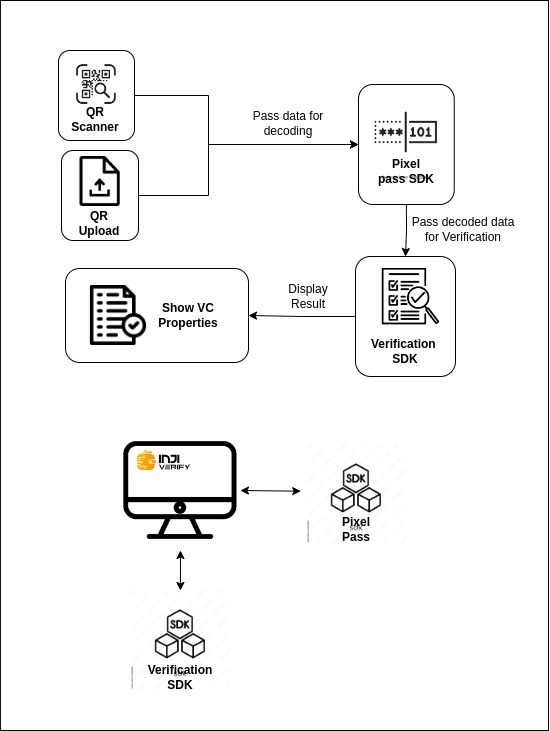 QR
Scanner
Pass data for
decoding
*** 101
Pixel
pass SDK
QR
Upload
Pass decoded data
for Verification
Show VC
Properties
Display
Result
Verification
SDK
INJI
VERIFY
SDK
Pixel
SDK
Pass
SDK
Verification
SDK